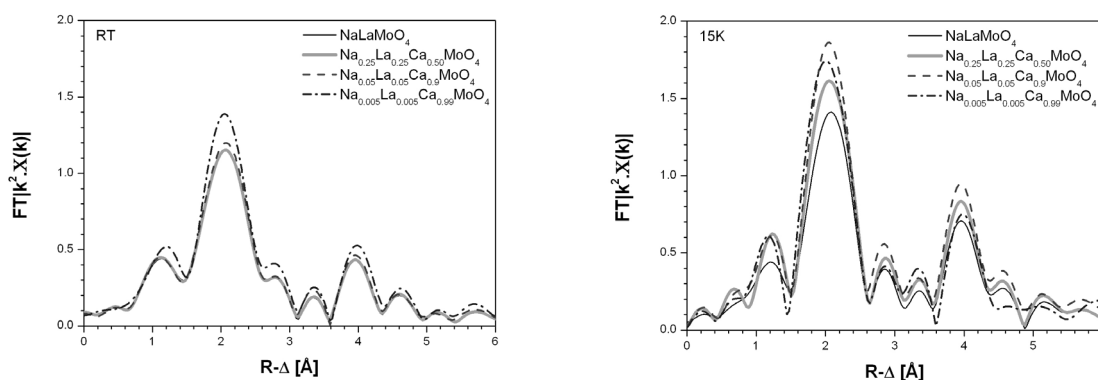 RT
NaLaMoO₄
Na₀.₂₅La₀.₂₅Ca₀.₅₀MoO₄
Na₀.₀₅La₀.₀₅Ca₀.₉MoO₄
Na₀.₀₀₅La₀.₀₀₅Ca₀.₉₉MoO₄
FT|k².X(k)|
2.0
1.5
1.0
0.5
0.0
0 1 2 3 4 5 6
R-Δ [Å]
15K
NaLaMoO₄
Na₀.₂₅La₀.₂₅Ca₀.₅₀MoO₄
Na₀.₀₅La₀.₀₅Ca₀.₉MoO₄
Na₀.₀₀₅La₀.₀₀₅Ca₀.₉₉MoO₄
FT|k².X(k)|
2.0
1.5
1.0
0.5
0.0
0 1 2 3 4 5
R-Δ [Å]